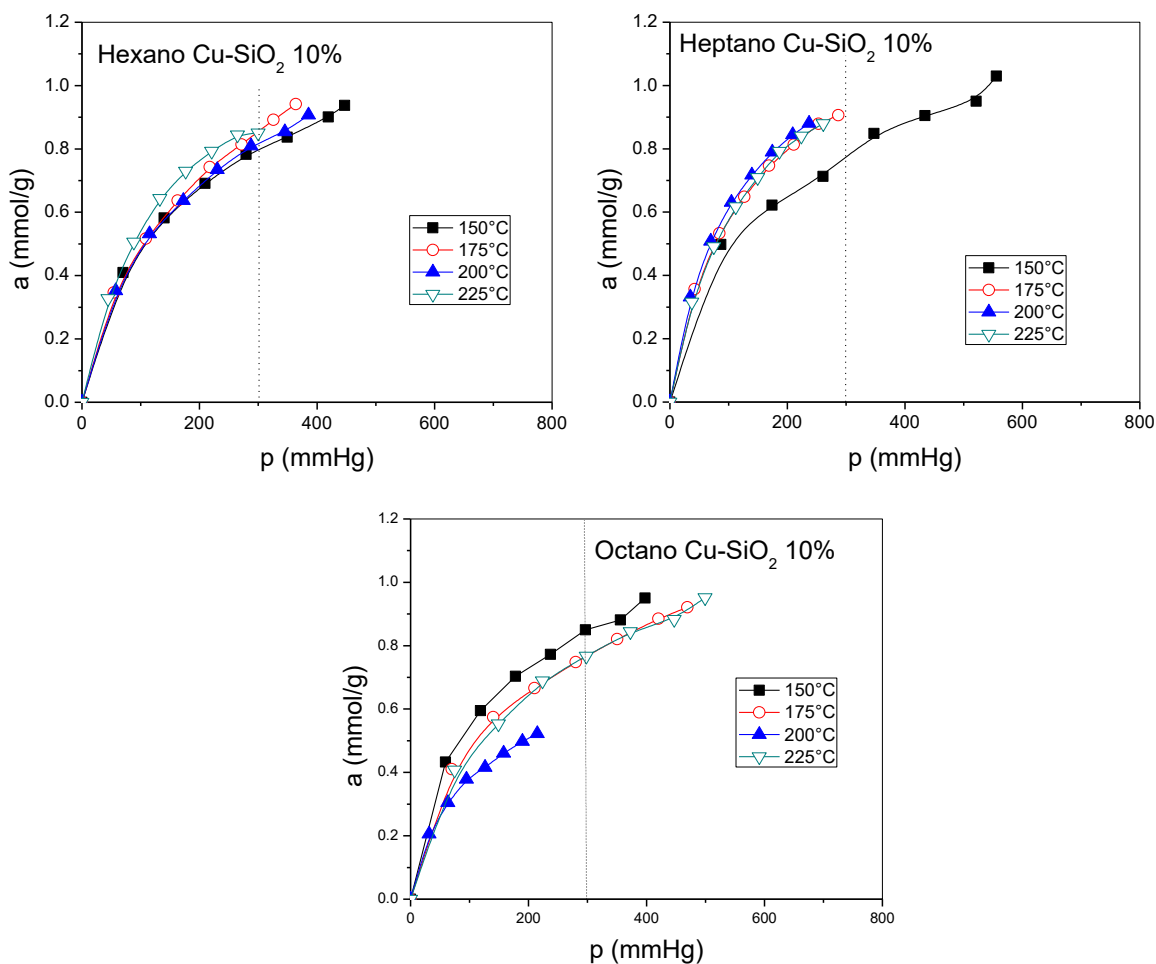 Hexano Cu-SiO2 10%
a (mmol/g)
1.2
1.0
0.8
0.6
0.4
0.2
0.0
150°C
175°C
200°C
225°C
0 200 400 600 800
p (mmHg)
Heptano Cu-SiO2 10%
a (mmol/g)
1.2
1.0
0.8
0.6
0.4
0.2
0.0
150°C
175°C
200°C
225°C
0 200 400 600 800
p (mmHg)
Octano Cu-SiO2 10%
a (mmol/g)
1.2
1.0
0.8
0.6
0.4
0.2
0.0
150°C
175°C
200°C
225°C
0 200 400 600 800
p (mmHg)